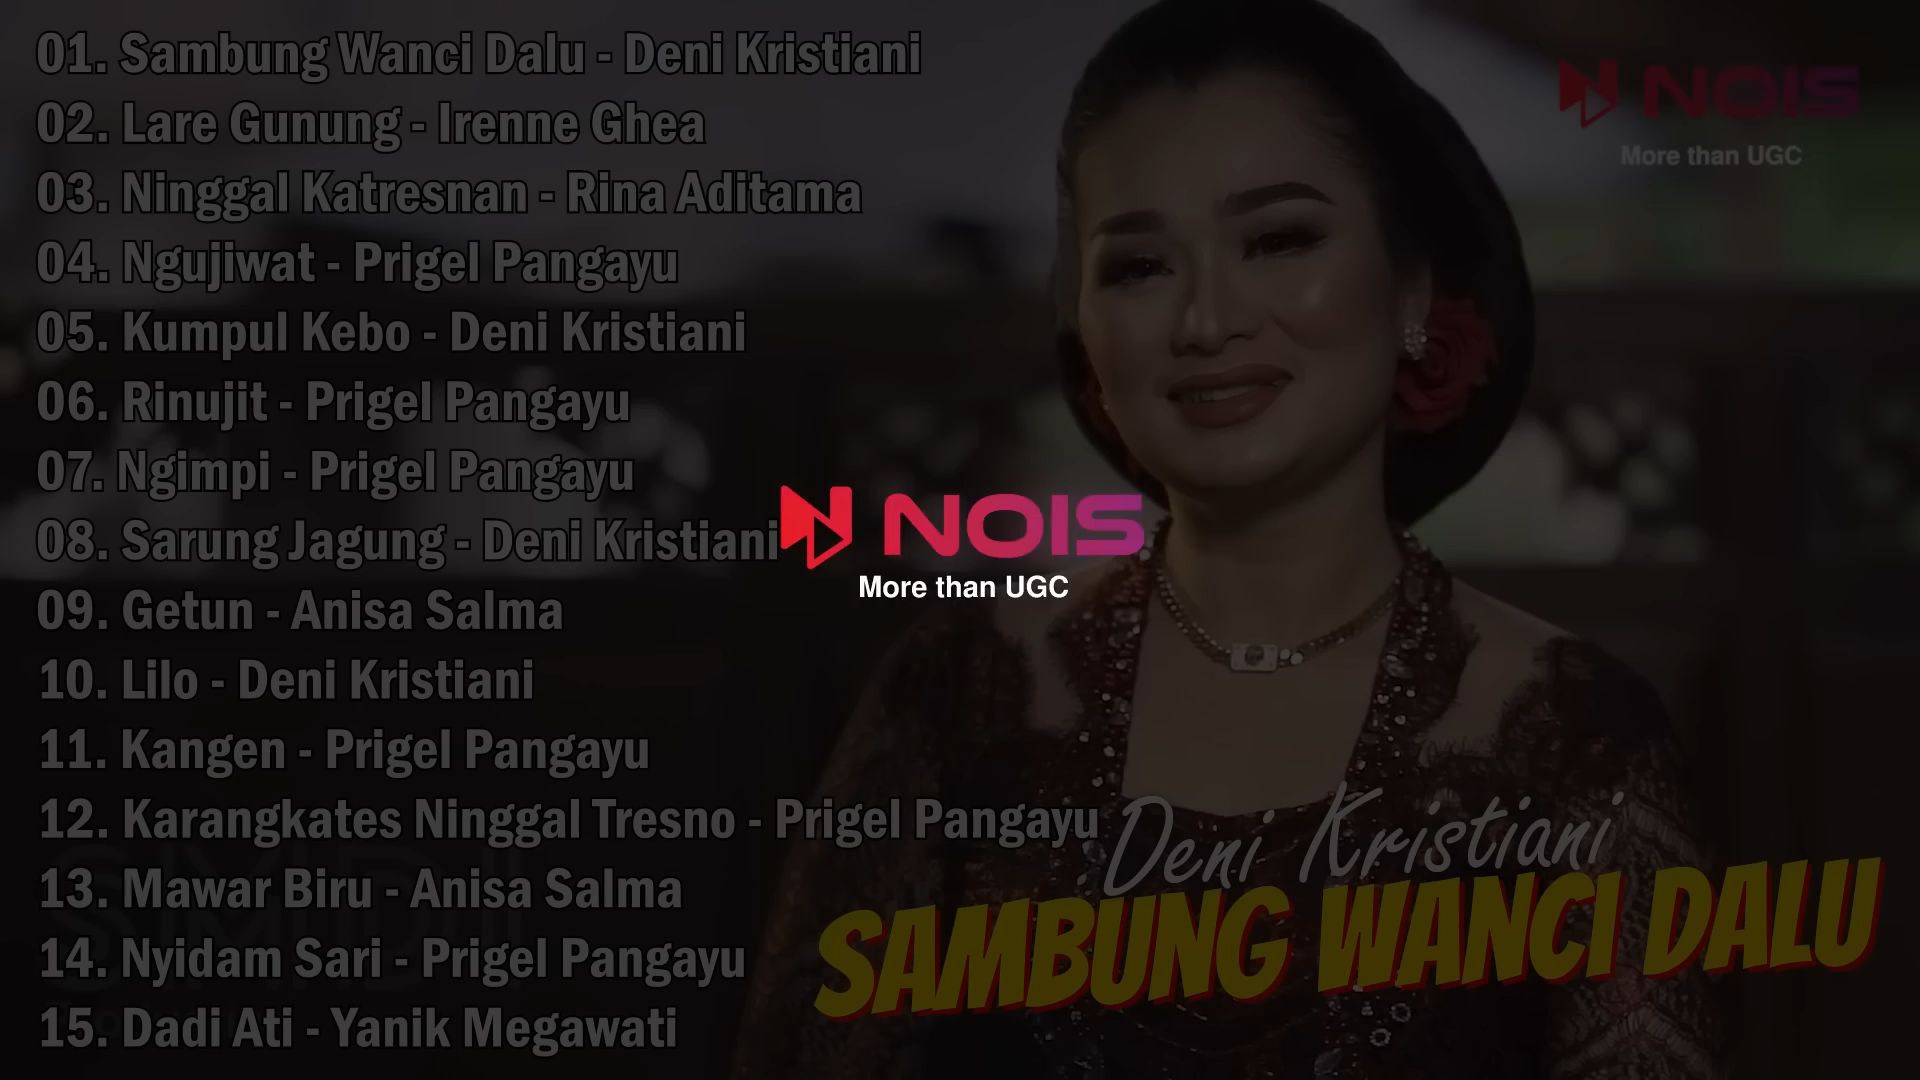 01. Sambung Wanci Dalu - Deni Kristiani
02. Lare Gunung - Irenne Ghea
03. Ninggal Katresnan - Rina Aditama
04. Ngujiwat - Prigel Pangayu
05. Kumpul Kebo - Deni Kristiani
06. Rinujit - Prigel Pangayu
07. Ngimpi - Prigel Pangayu
08. Sarung Jagung - Deni Kristiani
09. Getun - Anisa Salma
10. Lilo - Deni Kristiani
11. Kangen - Prigel Pangayu
12. Karangkates Ninggal Tresno - Prigel Pangayu
13. Mawar Biru - Anisa Salma
14. Nyidam Sari - Prigel Pangayu
15. Dadi Ati - Yanik Megawati
NOIS
More than UGC
NOIS
More than UGC
Deni Kristiani
SAMBUNG WANCI DALU